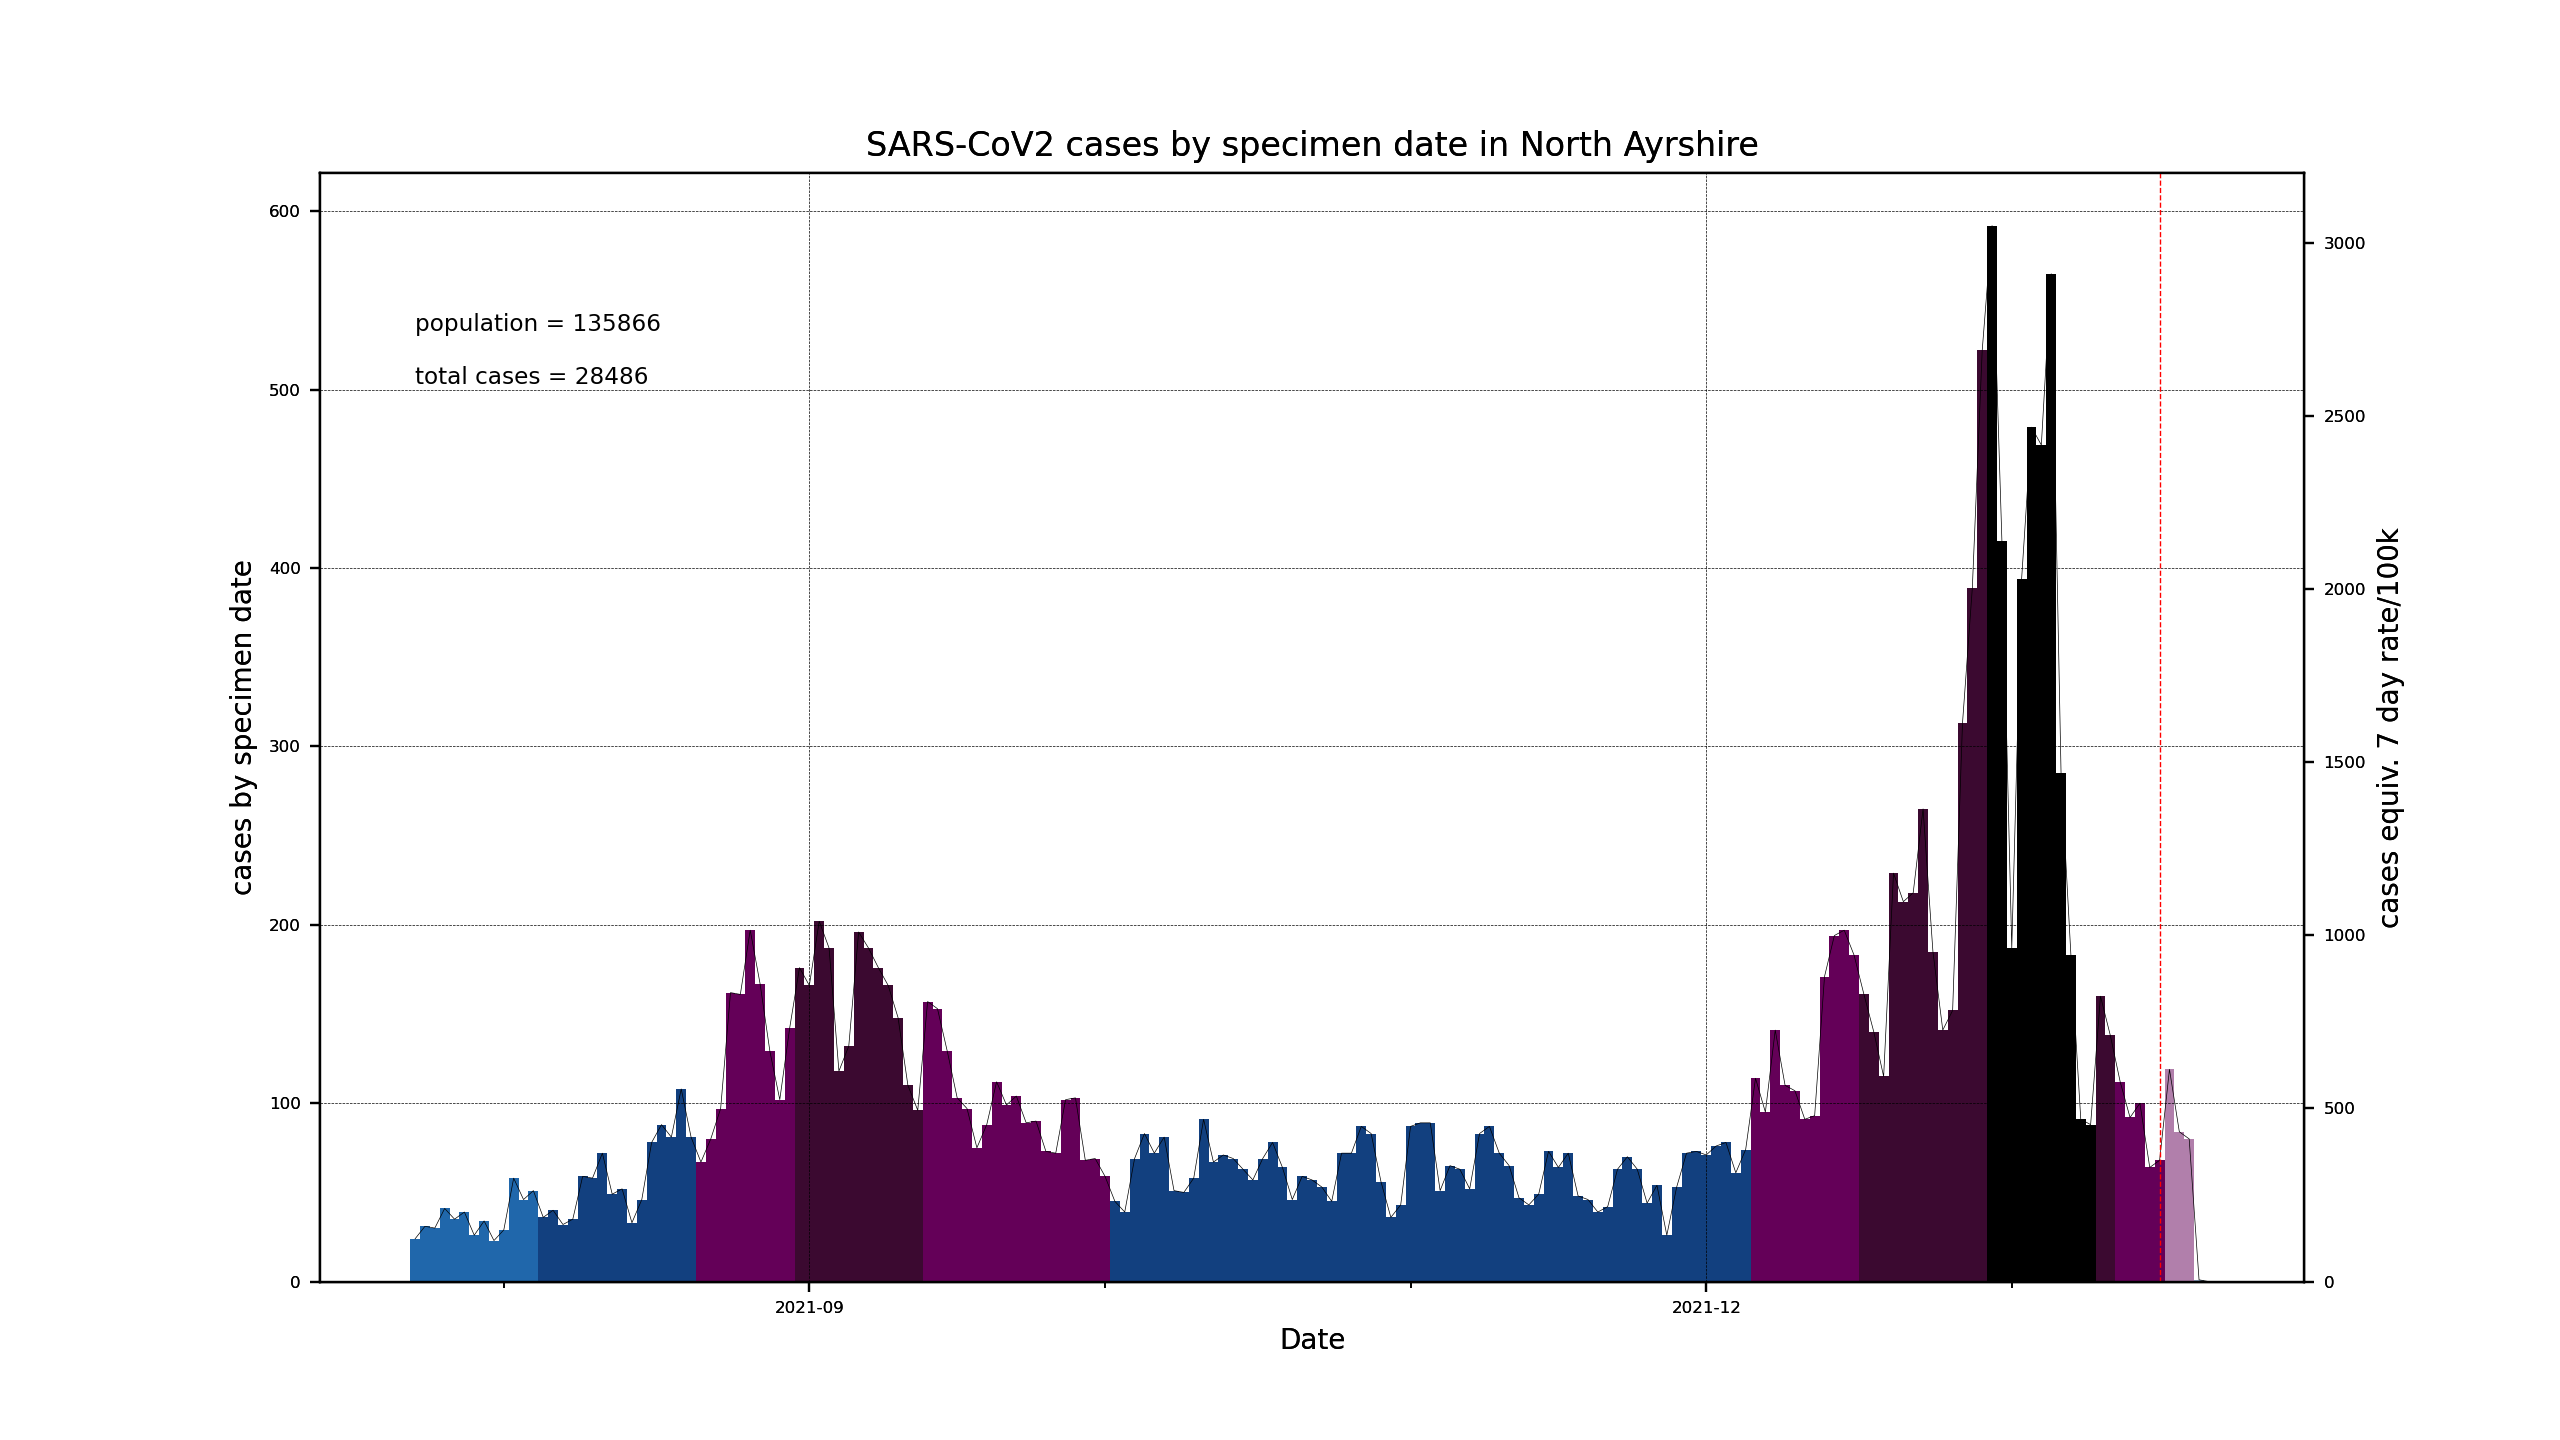 SARS-CoV2 cases by specimen date in North Ayrshire
population = 135866
total cases = 28486
cases by specimen date
600
500
400
300
200
100
0
3000
2500
2000
1500
1000
500
0
cases equiv. 7 day rate/100k
2021-09
2021-12
Date